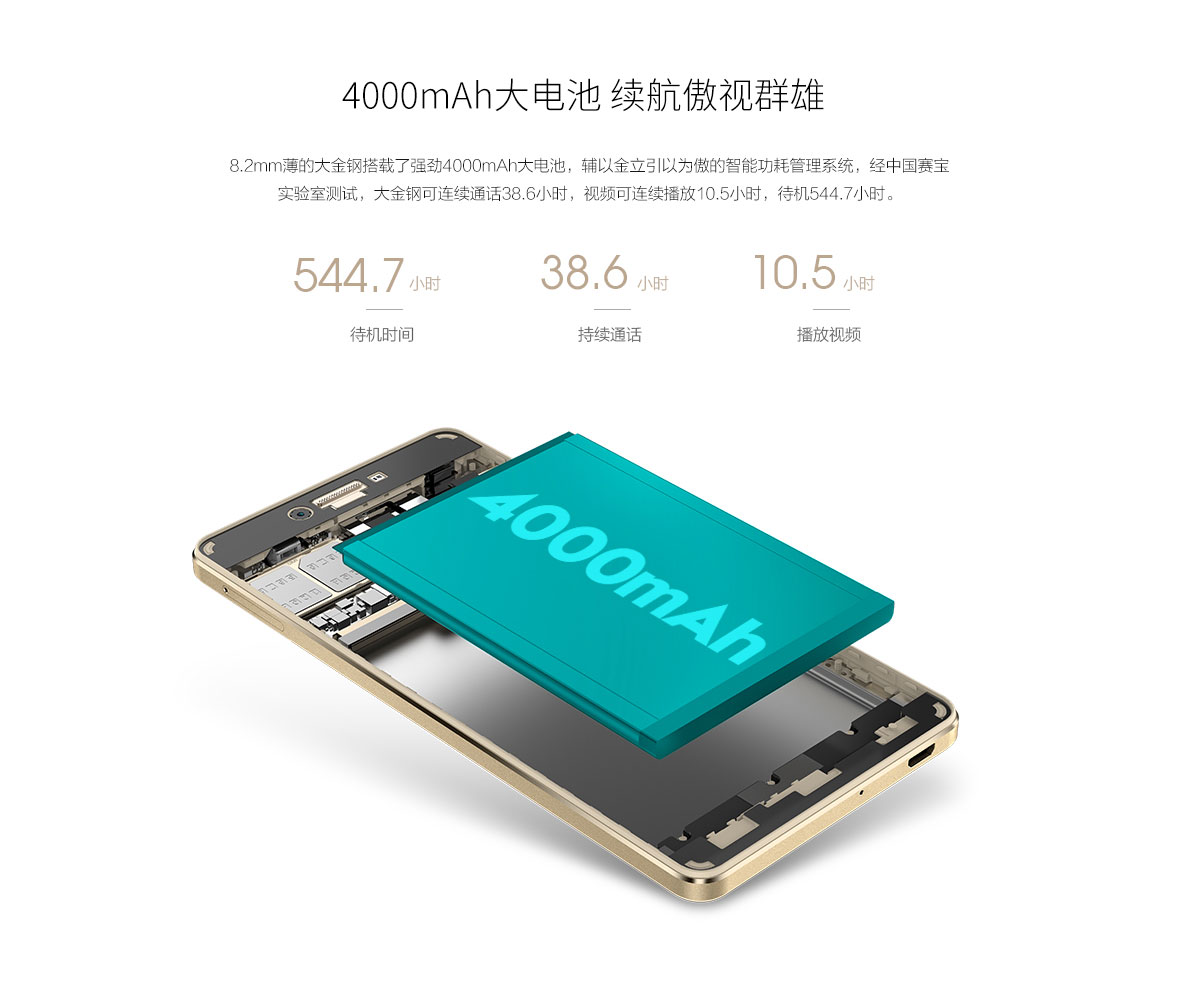 4000mAh大电池 续航傲视群雄
8.2mm薄的大金钢搭载了强劲4000mAh大电池，辅以金立引以为傲的智能功耗管理系统，经中国赛宝
实验室测试，大金钢可连续通话38.6小时，视频可连续播放10.5小时，待机544.7小时。
544.7 小时 38.6 小时 10.5 小时
待机时间 持续通话 播放视频
4000mAh